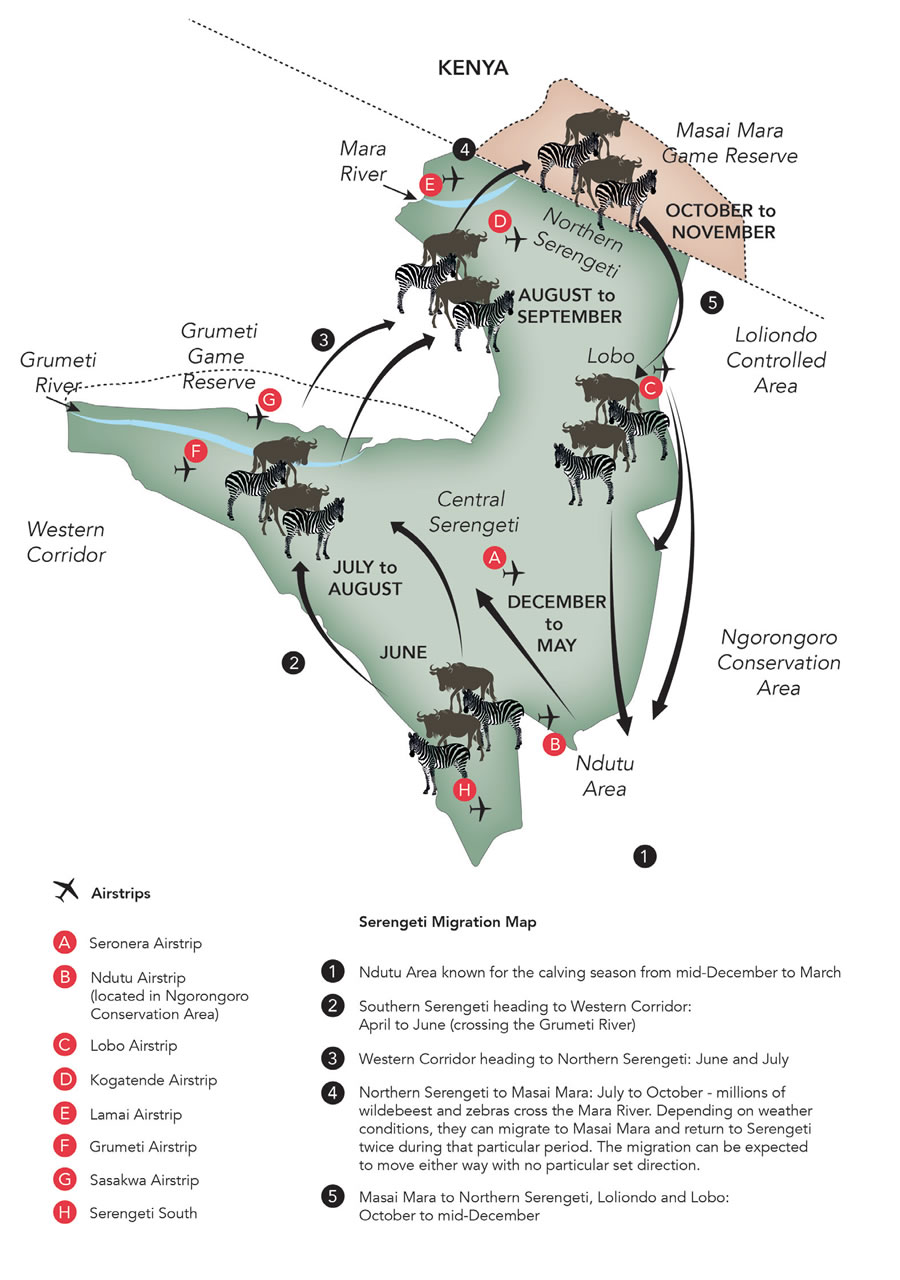 KENYA
Masai Mara
Game Reserve
Mara
River
4
E
D
Northern
Serengeti
OCTOBER to
NOVEMBER
AUGUST to
SEPTEMBER
5
3
Grumeti
Game
Reserve
Grumeti
River
Loliondo
Controlled
Area
Lobo
C
G
F
Central
Serengeti
Western
Corridor
A
JULY to
AUGUST
DECEMBER
to
MAY
JUNE
2
Ngorongoro
Conservation
Area
B
Ndutu
Area
H
1
Airstrips
A Seronera Airstrip
B Ndutu Airstrip
(located in Ngorongoro
Conservation Area)
C Lobo Airstrip
D Kogatende Airstrip
E Lamai Airstrip
F Grumeti Airstrip
G Sasakwa Airstrip
H Serengeti South
Serengeti Migration Map
1 Ndutu Area known for the calving season from mid-December to March
2 Southern Serengeti heading to Western Corridor:
April to June (crossing the Grumeti River)
3 Western Corridor heading to Northern Serengeti: June and July
4 Northern Serengeti to Masai Mara: July to October - millions of
wildebeest and zebras cross the Mara River. Depending on weather
conditions, they can migrate to Masai Mara and return to Serengeti
twice during that particular period. The migration can be expected
to move either way with no particular set direction.
5 Masai Mara to Northern Serengeti, Loliondo and Lobo:
October to mid-December